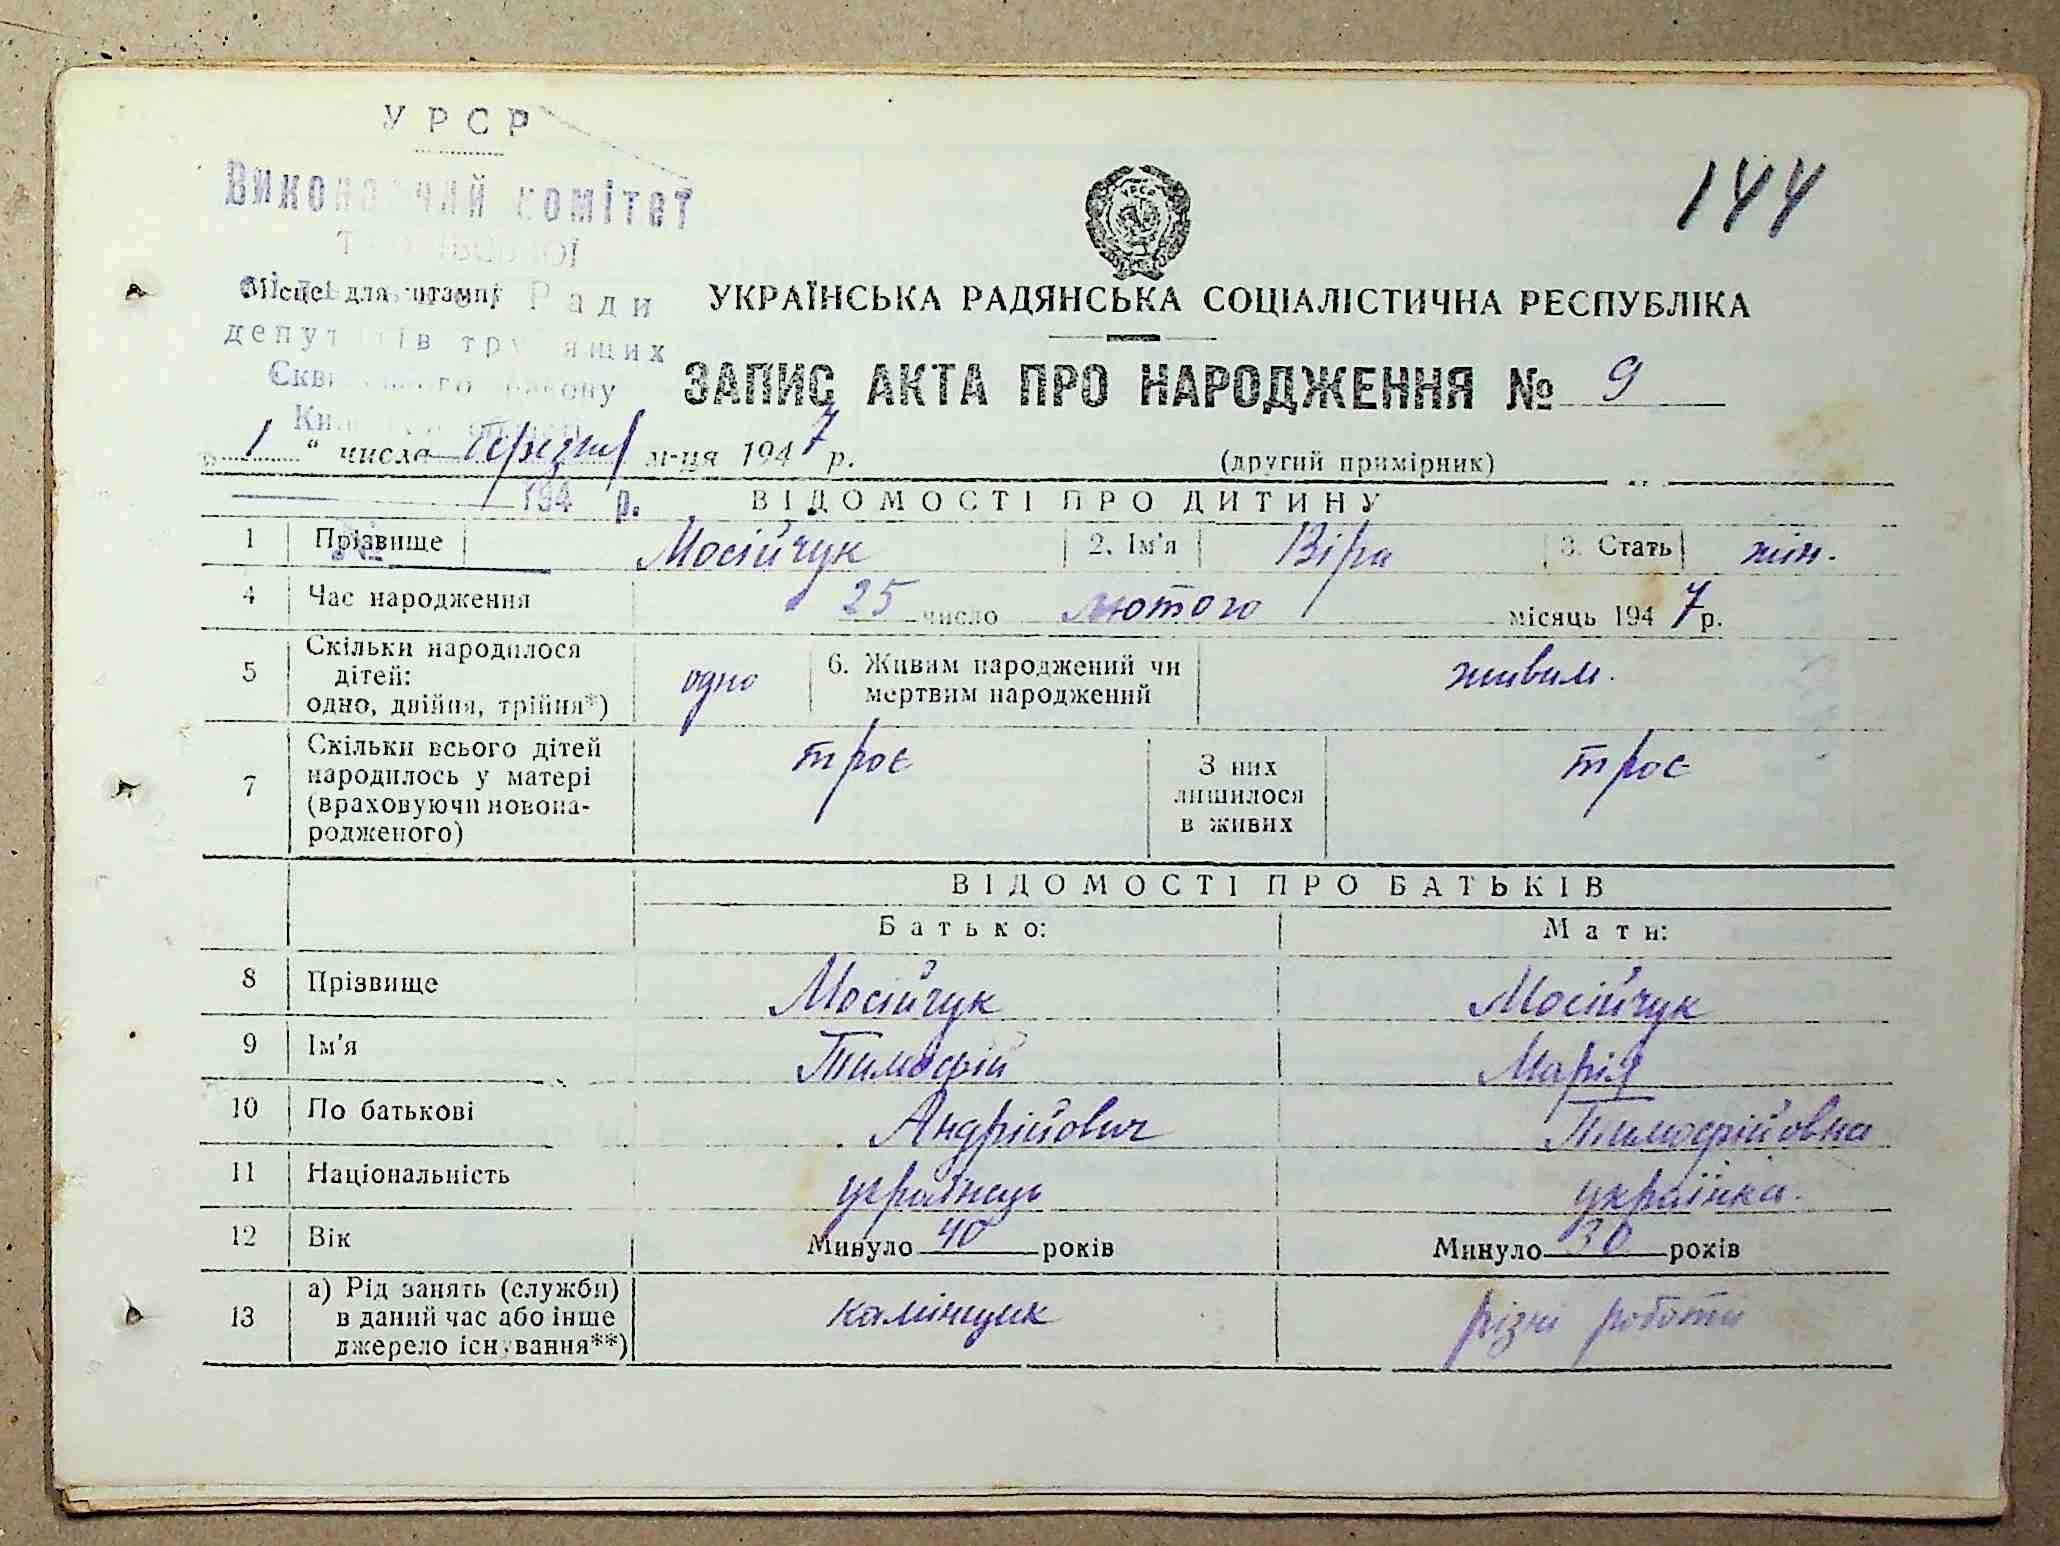 УРСР
Виконавчий комітет
144
УРСР
Місце для штампу
Ради
УКРАЇНСЬКА РАДЯНСЬКА СОЦІАЛІСТИЧНА РЕСПУБЛІКА
депутатів трудящих
ЗАПИС АКТА ПРО НАРОДЖЕННЯ № 9
„ 1 “ числа березня м-ця 1947 р.
(другий примірник)
194 р.
ВІДОМОСТІ ПРО ДИТИНУ
1 Прізвище Мосійчук 2. Ім'я Віра 3. Стать жін.
4 Час народження 25 число лютого місяць 1947 р.
5 Скільки народилося дітей: одно, двійня, трійня*) одно 6. Живим народжений чи мертвим народжений живим.
7 Скільки всього дітей народилось у матері (враховуючи новонародженого) троє З них лишилося в живих троє
ВІДОМОСТІ ПРО БАТЬКІВ
Батько: Мати:
8 Прізвище Мосійчук Мосійчук
9 Ім'я Тимофій Марія
10 По батькові Андрійович Тимофійовна
11 Національність українець українка.
12 Вік Минуло 40 років Минуло 30 років
13 а) Рід занять (служби) в даний час або інше джерело існування**) камінщик різні роботи